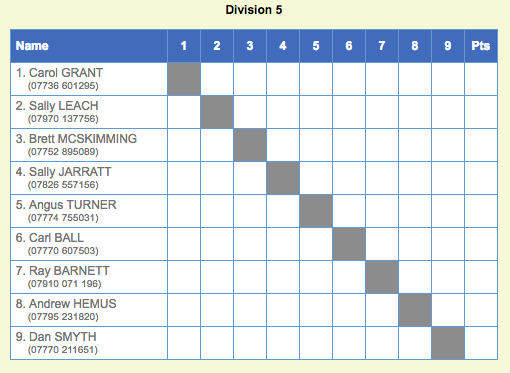 Division 5
Name 1 2 3 4 5 6 7 8 9 Pts
1. Carol GRANT
(07736 601295)
2. Sally LEACH
(07970 137756)
3. Brett MCSKIMMING
(07752 895089)
4. Sally JARRATT
(07826 557156)
5. Angus TURNER
(07774 755031)
6. Carl BALL
(07770 607503)
7. Ray BARNETT
(07910 071 196)
8. Andrew HEMUS
(07795 231820)
9. Dan SMYTH
(07770 211651)